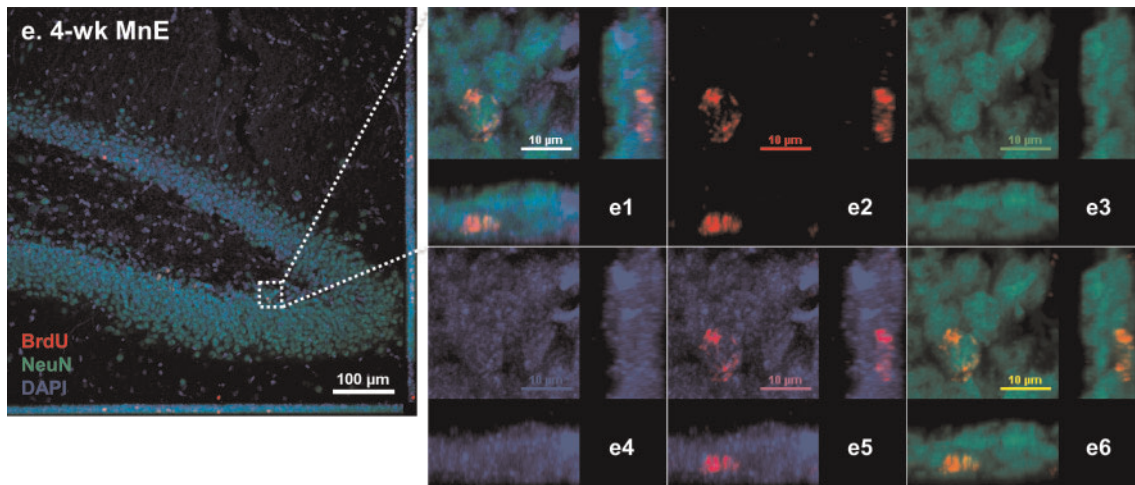 e. 4-wk MnE
BrdU
NeuN
DAPI
100 µm
10 µm
e1
10 µm
e2
10 µm
e3
10 µm
e4
10 µm
e5
10 µm
e6